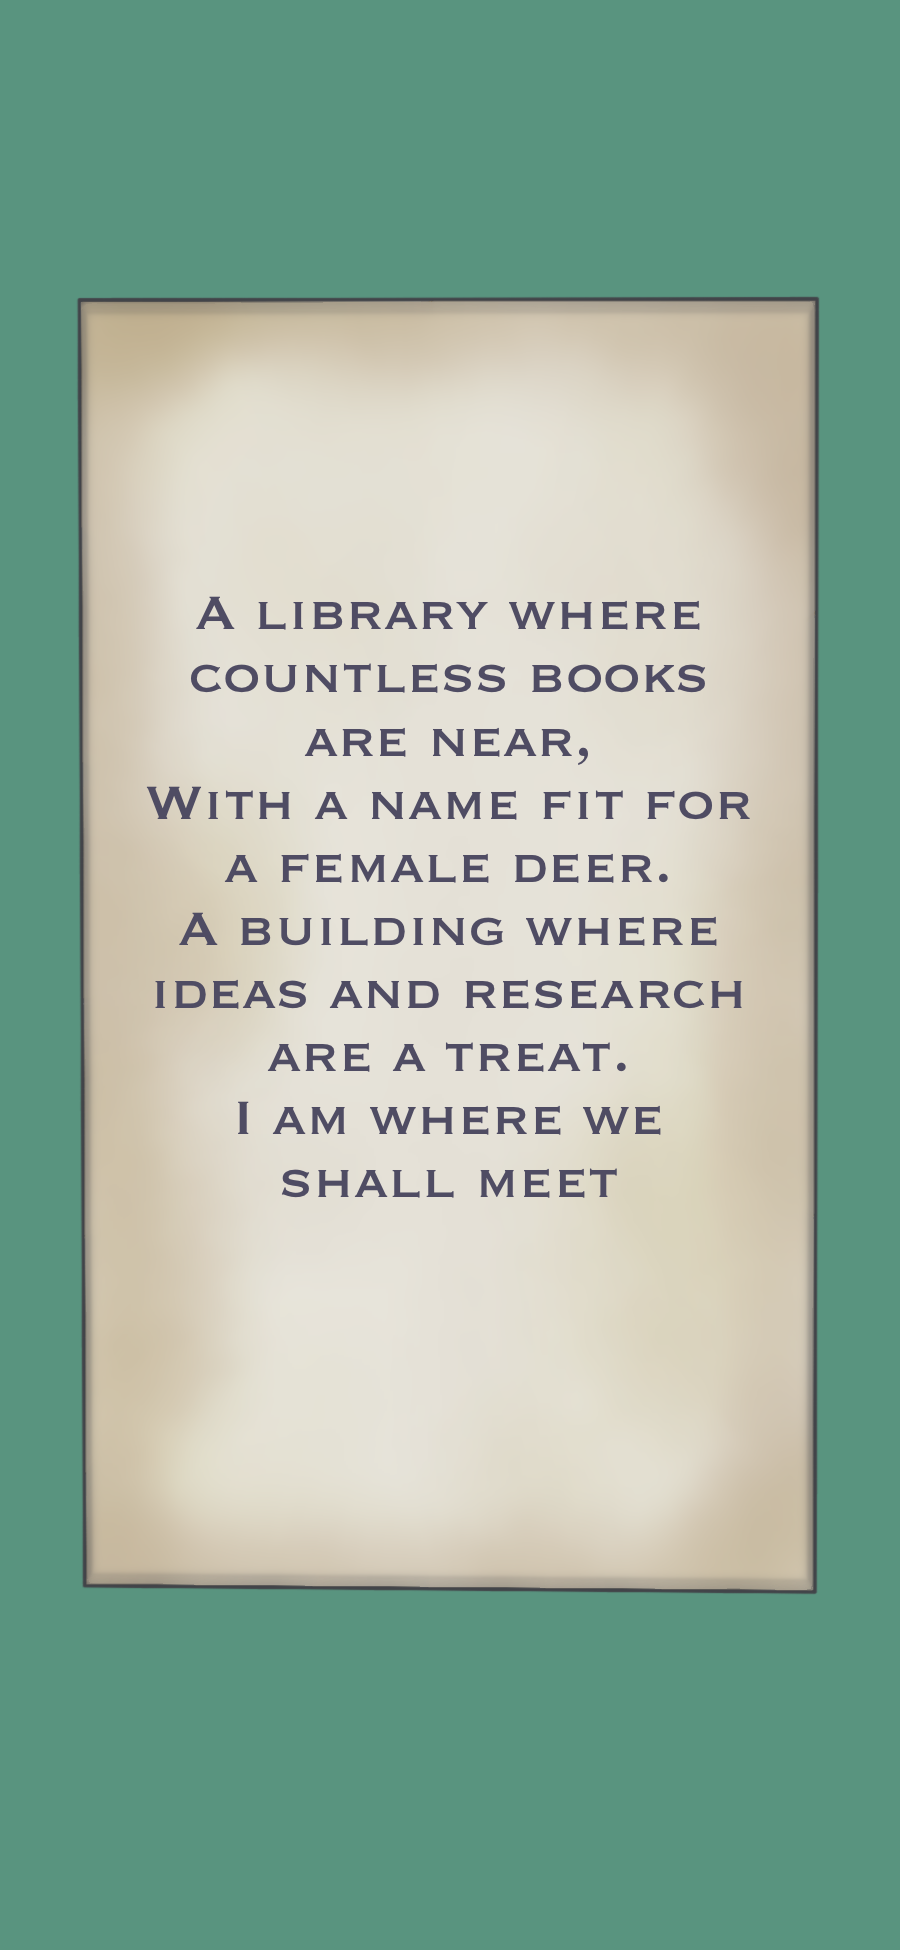 A LIBRARY WHERE
COUNTLESS BOOKS
ARE NEAR,
WITH A NAME FIT FOR
A FEMALE DEER.
A BUILDING WHERE
IDEAS AND RESEARCH
ARE A TREAT.
I AM WHERE WE
SHALL MEET